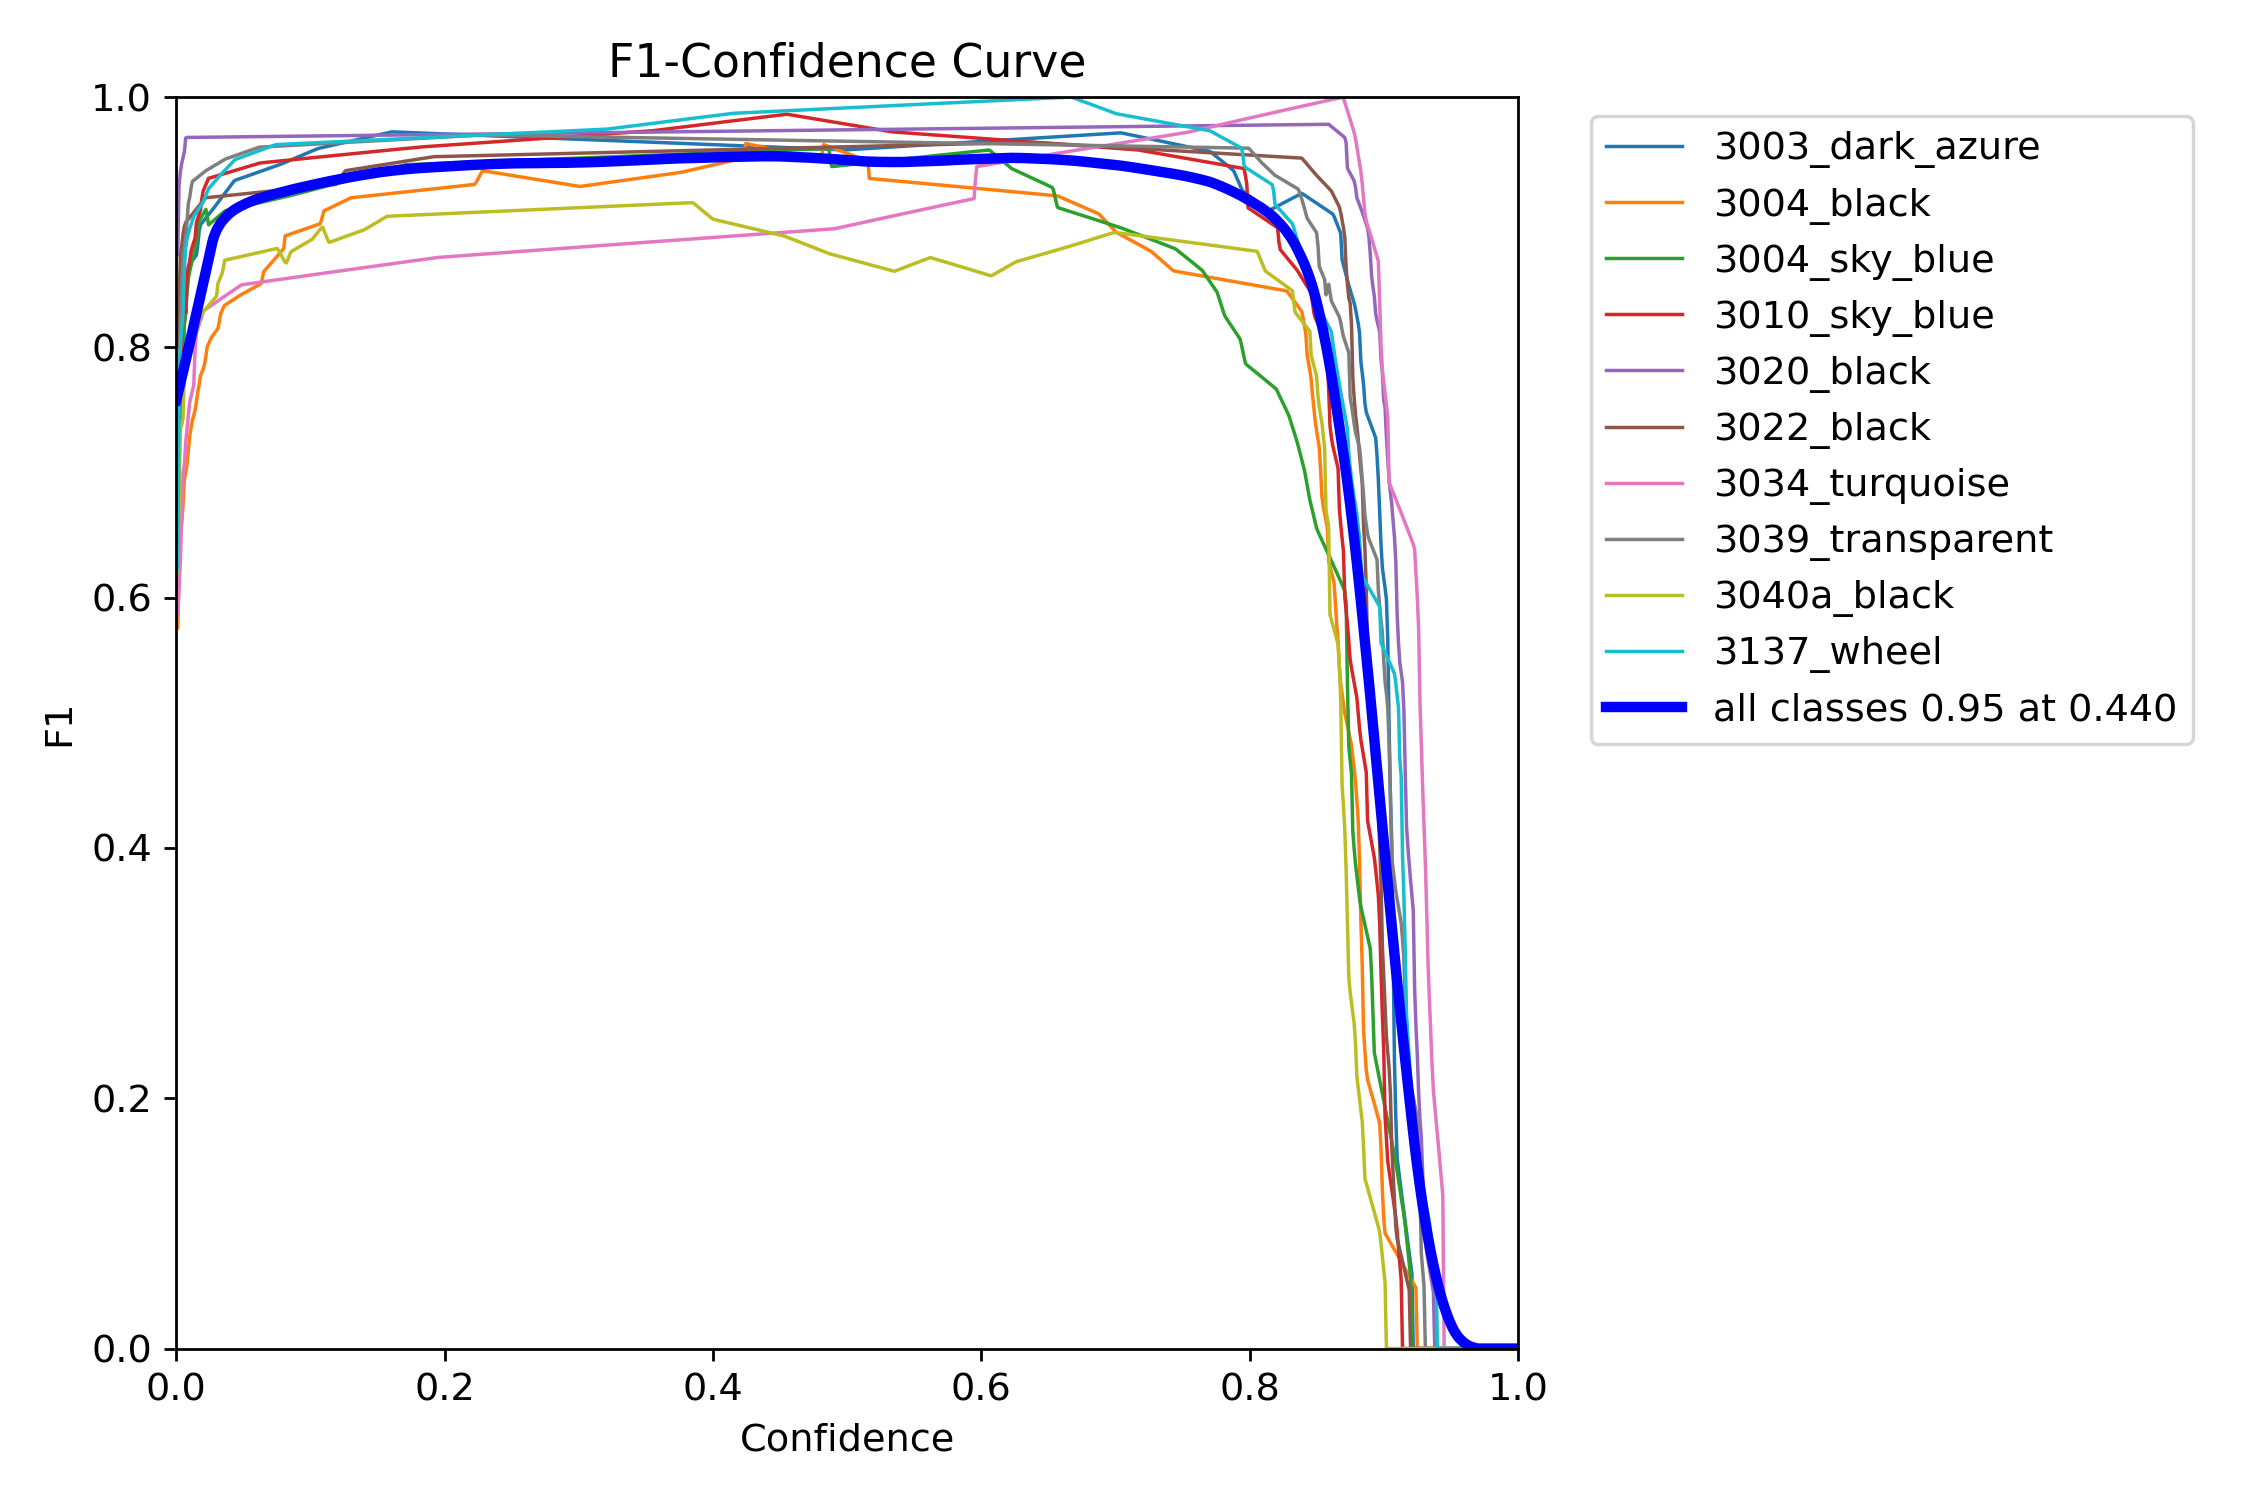 F1-Confidence Curve
1.0
0.8
0.6
0.4
0.2
0.0
F1
0.0 0.2 0.4 0.6 0.8 1.0
Confidence
3003_dark_azure
3004_black
3004_sky_blue
3010_sky_blue
3020_black
3022_black
3034_turquoise
3039_transparent
3040a_black
3137_wheel
all classes 0.95 at 0.440